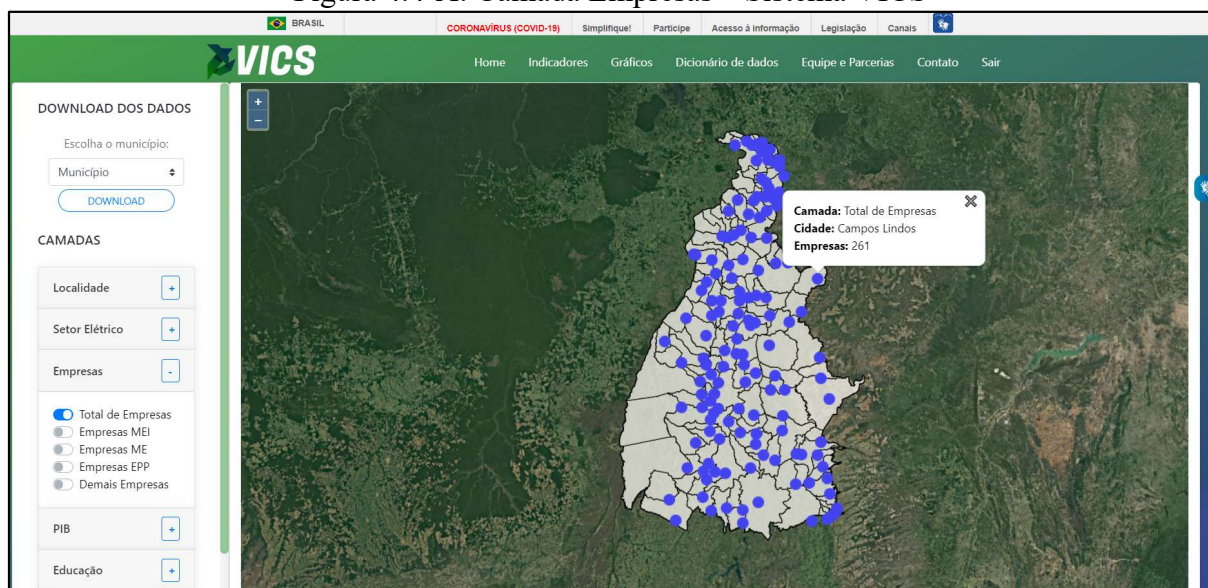 BRASIL
CORONAVÍRUS (COVID-19) Simplifique! Participe Acesso à informação Legislação Canais
VICS
Home Indicadores Gráficos Dicionário de dados Equipe e Parcerias Contato Sair
DOWNLOAD DOS DADOS
Escolha o município:
Município
DOWNLOAD
CAMADAS
Localidade +
Setor Elétrico +
Empresas -
Total de Empresas
Empresas MEI
Empresas ME
Empresas EPP
Demais Empresas
PIB +
Educação +
+
-
Camada: Total de Empresas
Cidade: Campos Lindos
Empresas: 261